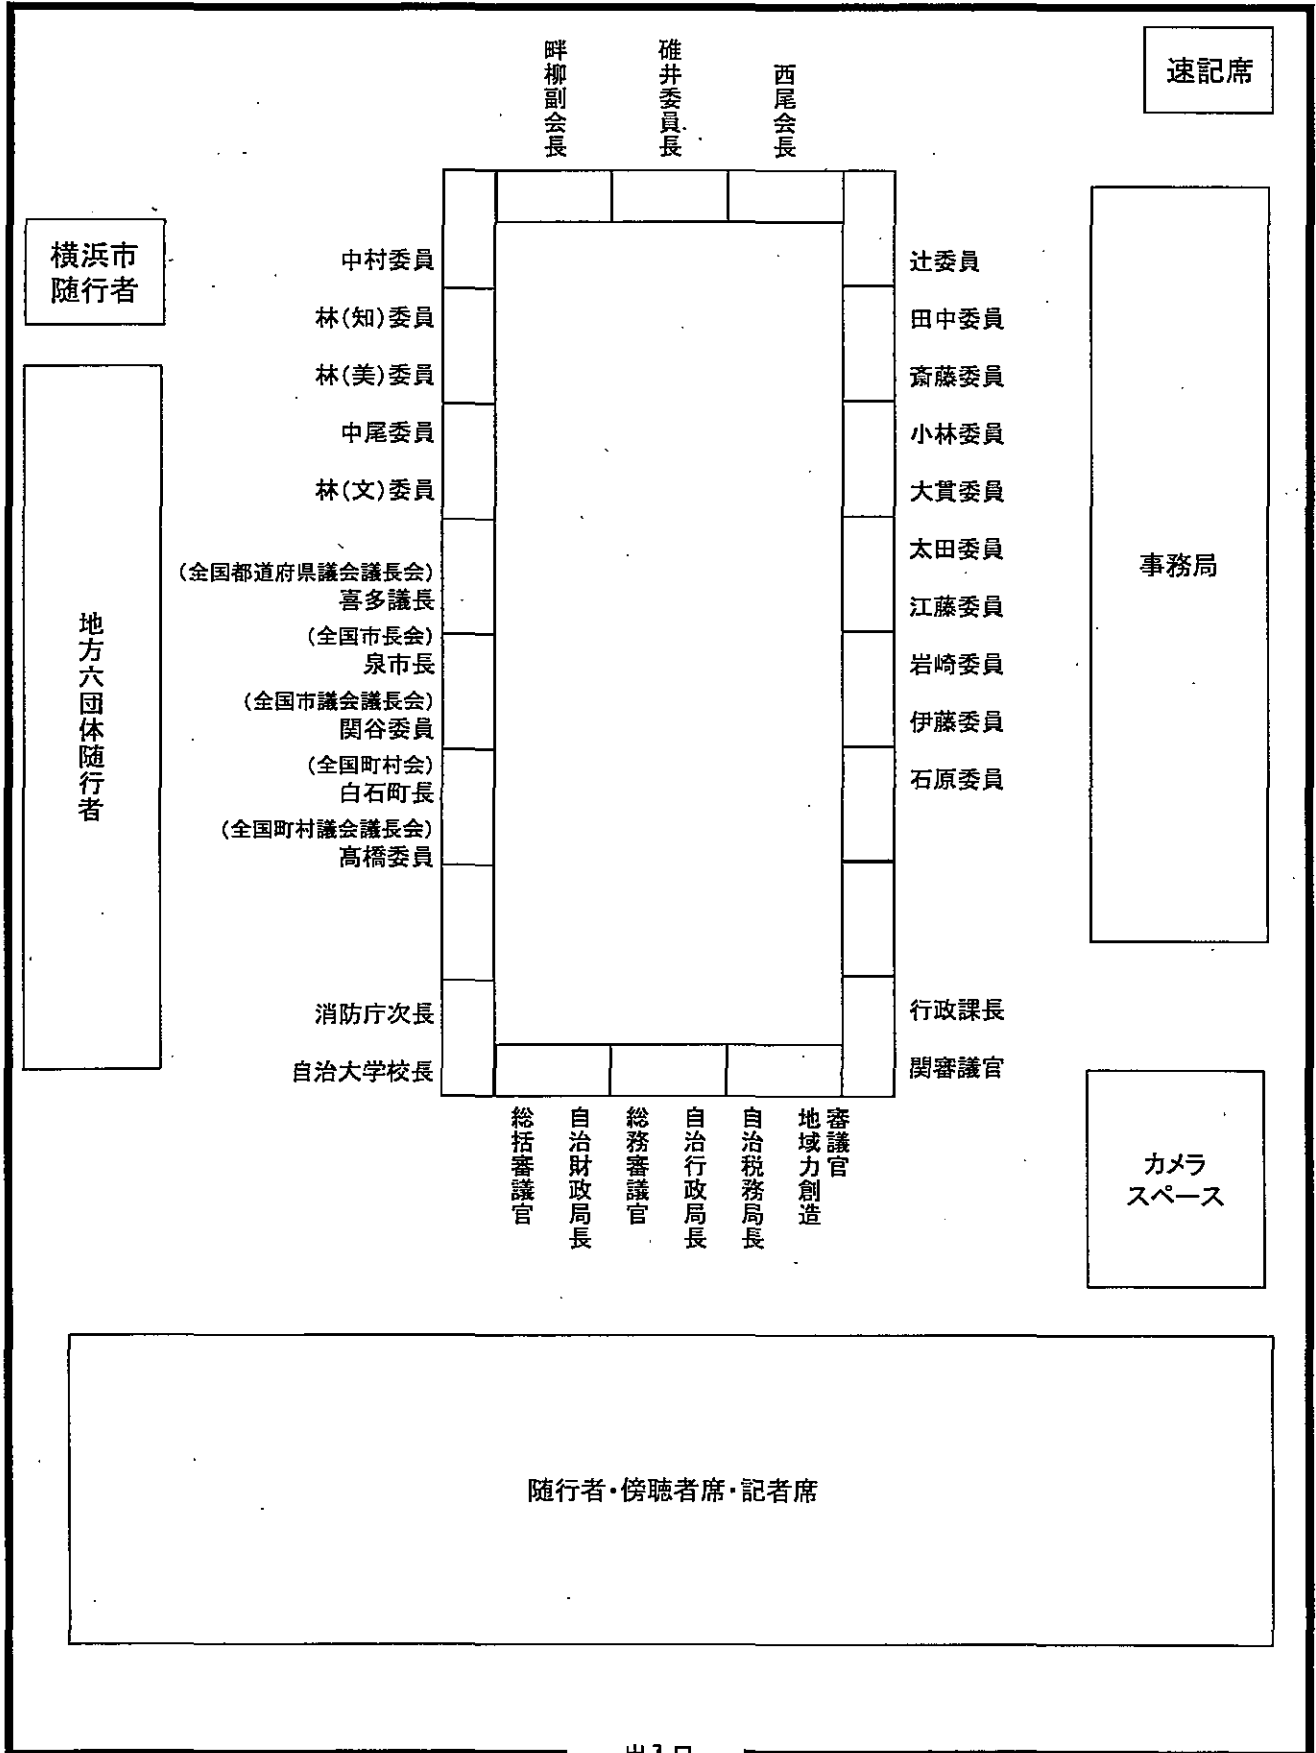 畔柳副会長
碓井委員長
西尾会長
速記席
横浜市
随行者
地方六団体随行者
中村委員
林(知)委員
林(美)委員
中尾委員
林(文)委員
(全国都道府県議会議長会)
喜多議長
(全国市長会)
泉市長
(全国市議会議長会)
関谷委員
(全国町村会)
白石町長
(全国町村議会議長会)
髙橋委員
消防庁次長
自治大学校長
辻委員
田中委員
斎藤委員
小林委員
大貫委員
太田委員
江藤委員
岩崎委員
伊藤委員
石原委員
行政課長
関審議官
事務局
総括審議官
自治財政局長
総務審議官
自治行政局長
自治税務局長
地域力創造
審議官
カメラ
スペース
随行者・傍聴者席・記者席
出入口